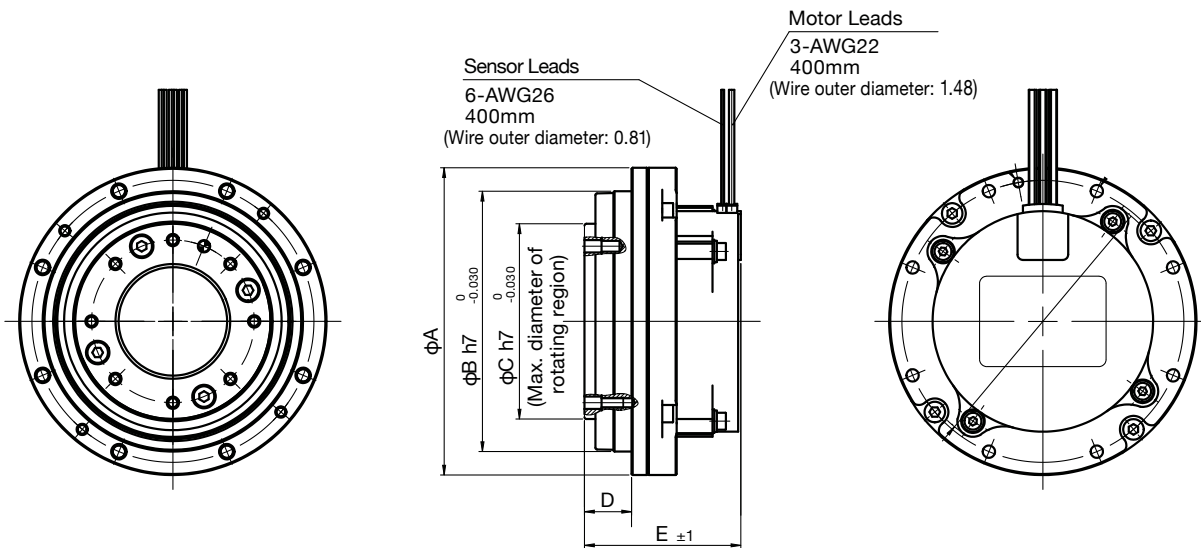 Motor Leads
3-AWG22
400mm
(Wire outer diameter: 1.48)
Sensor Leads
6-AWG26
400mm
(Wire outer diameter: 0.81)
φA
φB h7 0 -0.030
φC h7 0 -0.030
(Max. diameter of
rotating region)
D
E ±1